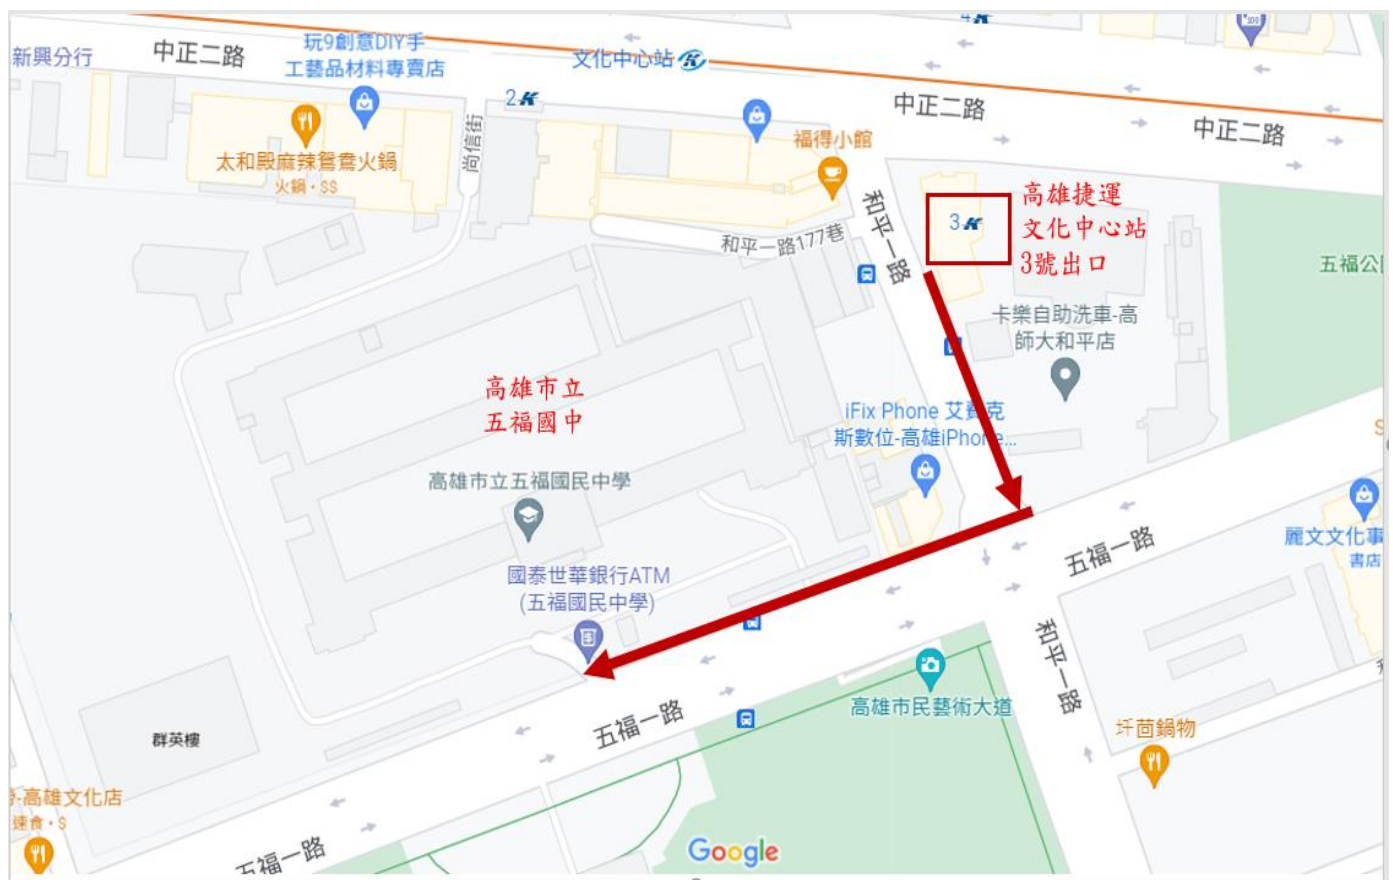 新興分行
中正二路
玩9創意DIY手
工藝品材料專賣店
文化中心站
4
2
中正二路
中正二路
尚信街
福得小館
太和殿麻辣鴛鴦火鍋
火鍋・$$
和平一路
3
高雄捷運
文化中心站
3號出口
和平一路177巷
五福公
卡樂自助洗車-高
師大和平店
高雄市立
五福國中
iFix Phone 艾賽克
斯數位-高雄iPhone...
高雄市立五福國民中學
國泰世華銀行ATM
(五福國民中學)
五福一路
麗文文化事
書店
和平一路
高雄市民藝術大道
五福一路
群英樓
圩茴鍋物
-高雄文化店
速食・$
五福一路
Google